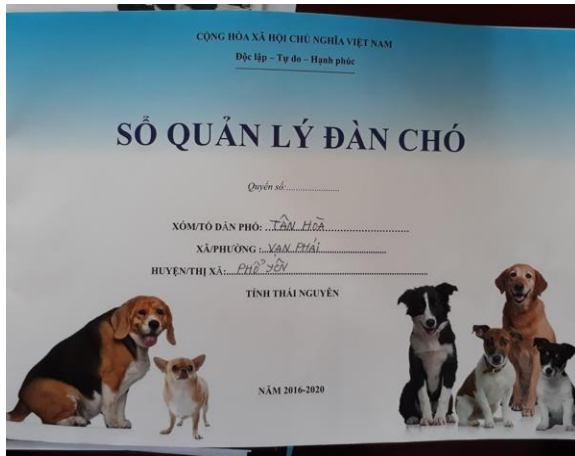 CỘNG HÒA XÃ HỘI CHỦ NGHĨA VIỆT NAM
Độc lập – Tự do – Hạnh phúc
SỔ QUẢN LÝ ĐÀN CHÓ
Quyển số:.....................
XÓM/TỔ DÂN PHỐ: ...TÂN HOÀ......................
XÃ/PHƯỜNG :...VẠN PHÁI......................
HUYỆN/THỊ XÃ:....PHỔ YÊN......................
TỈNH THÁI NGUYÊN
NĂM 2016-2020